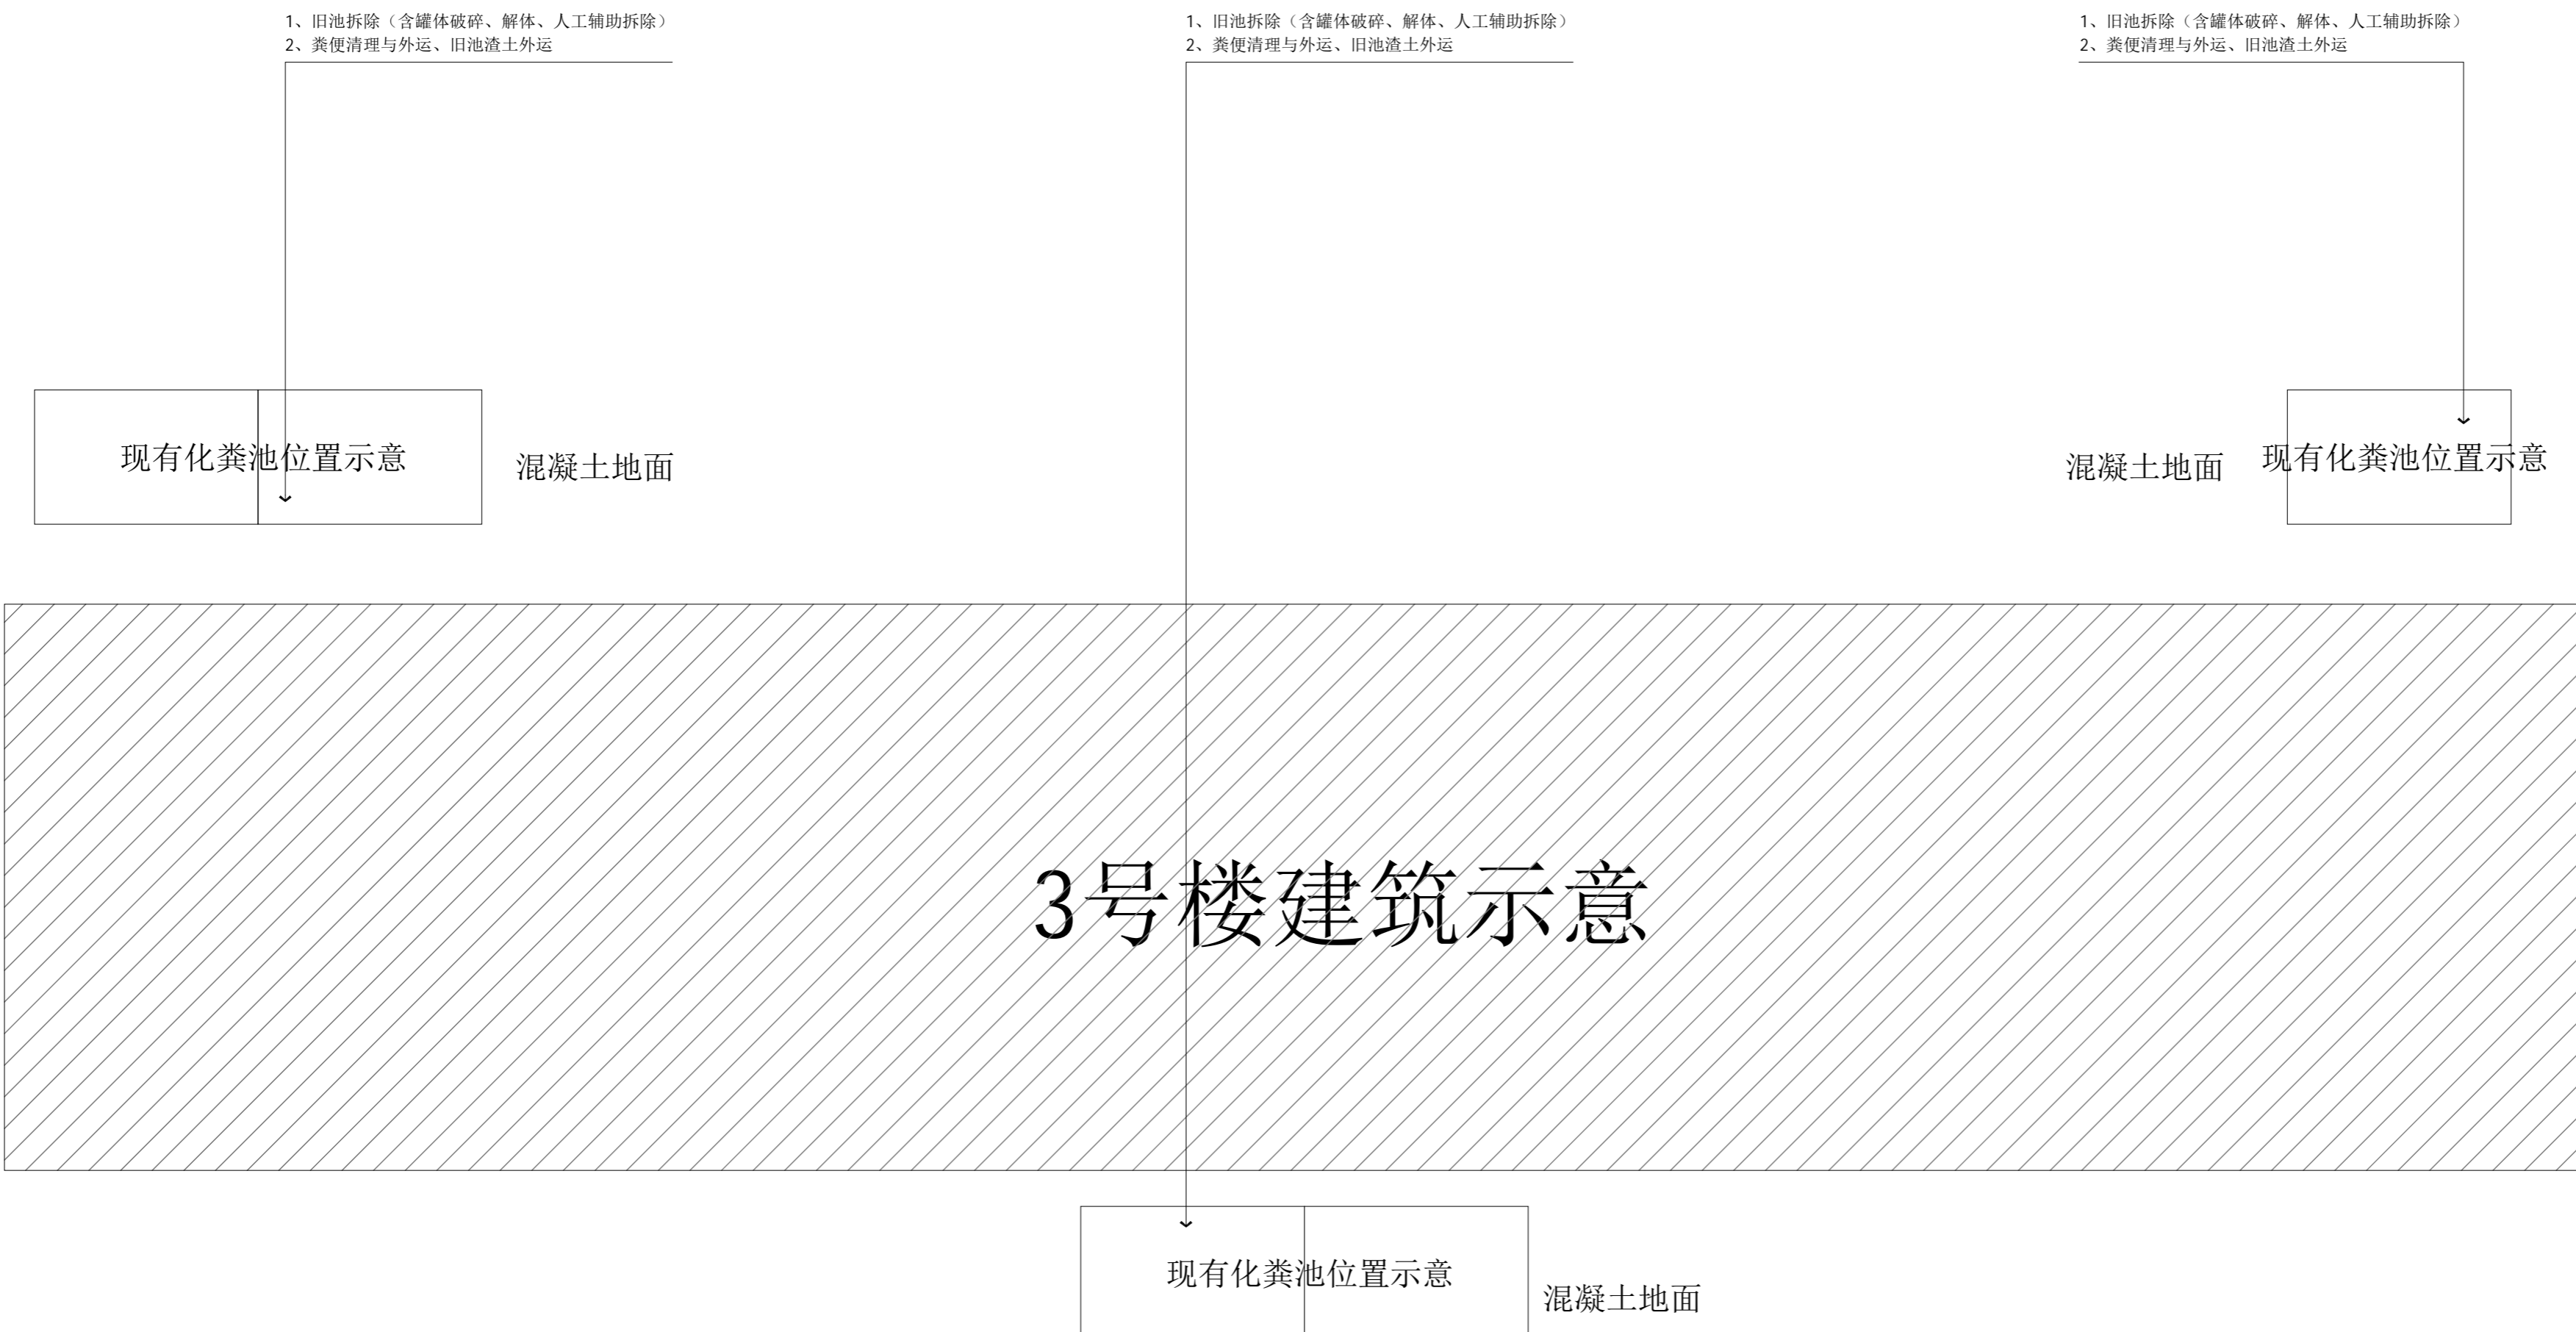 1、旧池拆除（含罐体破碎、解体、人工辅助拆除）
2、粪便清理与外运、旧池渣土外运
1、旧池拆除（含罐体破碎、解体、人工辅助拆除）
2、粪便清理与外运、旧池渣土外运
1、旧池拆除（含罐体破碎、解体、人工辅助拆除）
2、粪便清理与外运、旧池渣土外运
现有化粪池位置示意
混凝土地面
混凝土地面
现有化粪池位置示意
3号楼建筑示意
现有化粪池位置示意
混凝土地面